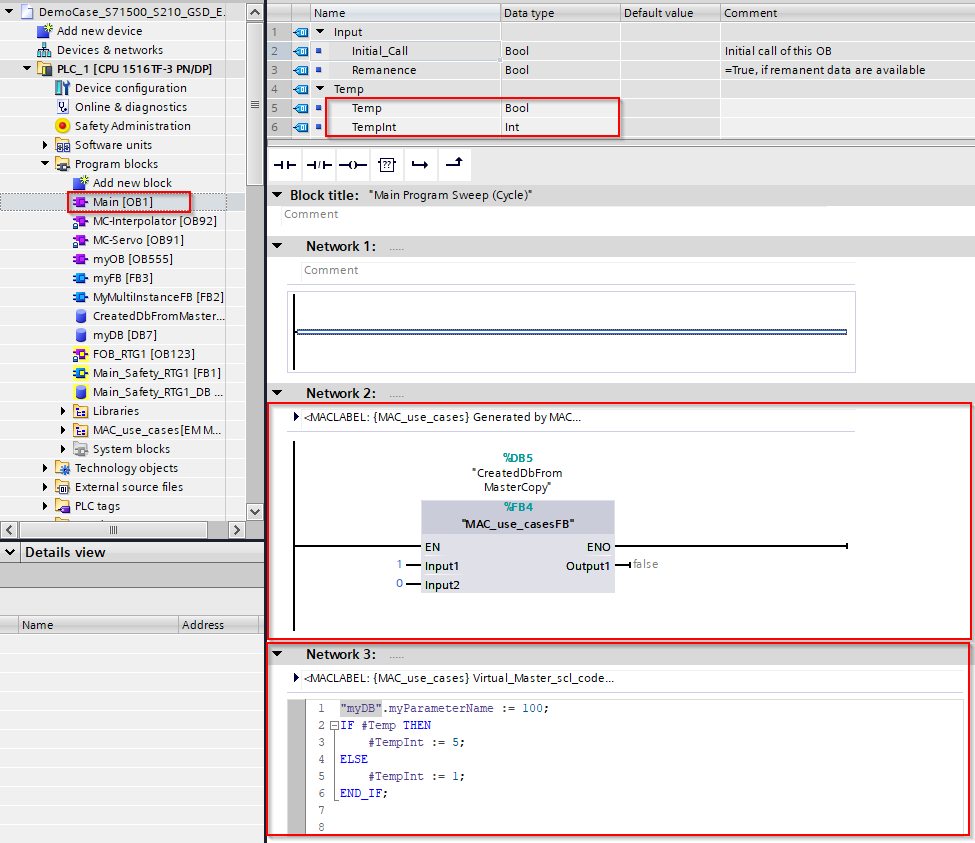 DemoCase_S71500_S210_GSD_E...
Add new device
Devices & networks
PLC_1 [CPU 1516TF-3 PN/DP]
Device configuration
Online & diagnostics
Safety Administration
Software units
Program blocks
Add new block
Main [OB1]
MC-Interpolator [OB92]
MC-Servo [OB91]
myOB [OB555]
myFB [FB3]
MyMultiInstanceFB [FB2]
CreatedDbFromMaster...
myDB [DB7]
FOB_RTG1 [OB123]
Main_Safety_RTG1 [FB1]
Main_Safety_RTG1_DB ...
Libraries
MAC_use_cases[EM M...
System blocks
Technology objects
External source files
PLC tags
Details view
Name Address
Name Data type Default value Comment
1 Input
2 Initial_Call Bool Initial call of this OB
3 Remanence Bool =True, if remanent data are available
4 Temp
5 Temp Bool
6 TempInt Int
??
Block title: "Main Program Sweep (Cycle)"
Comment
Network 1: .....
Comment
Network 2: .....
<MACLABEL: {MAC_use_cases} Generated by MAC...
%DB5
"CreatedDbFrom
MasterCopy"
%FB4
"MAC_use_casesFB"
EN ENO
1 Input1 Output1 false
0 Input2
Network 3: .....
<MACLABEL: {MAC_use_cases} Virtual_Master_scl_code...
1 "myDB".myParameterName := 100;
2 IF #Temp THEN
3 #TempInt := 5;
4 ELSE
5 #TempInt := 1;
6 END_IF;
7
8